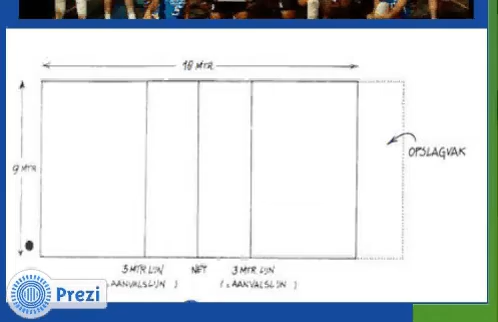 18 MTR
9 MTR
OPSLAGVAK
3 MTR LIJN NET 3 MTR LIJN
(= AANVALSLIJN ) (= AANVALSLIJN )
Prezi